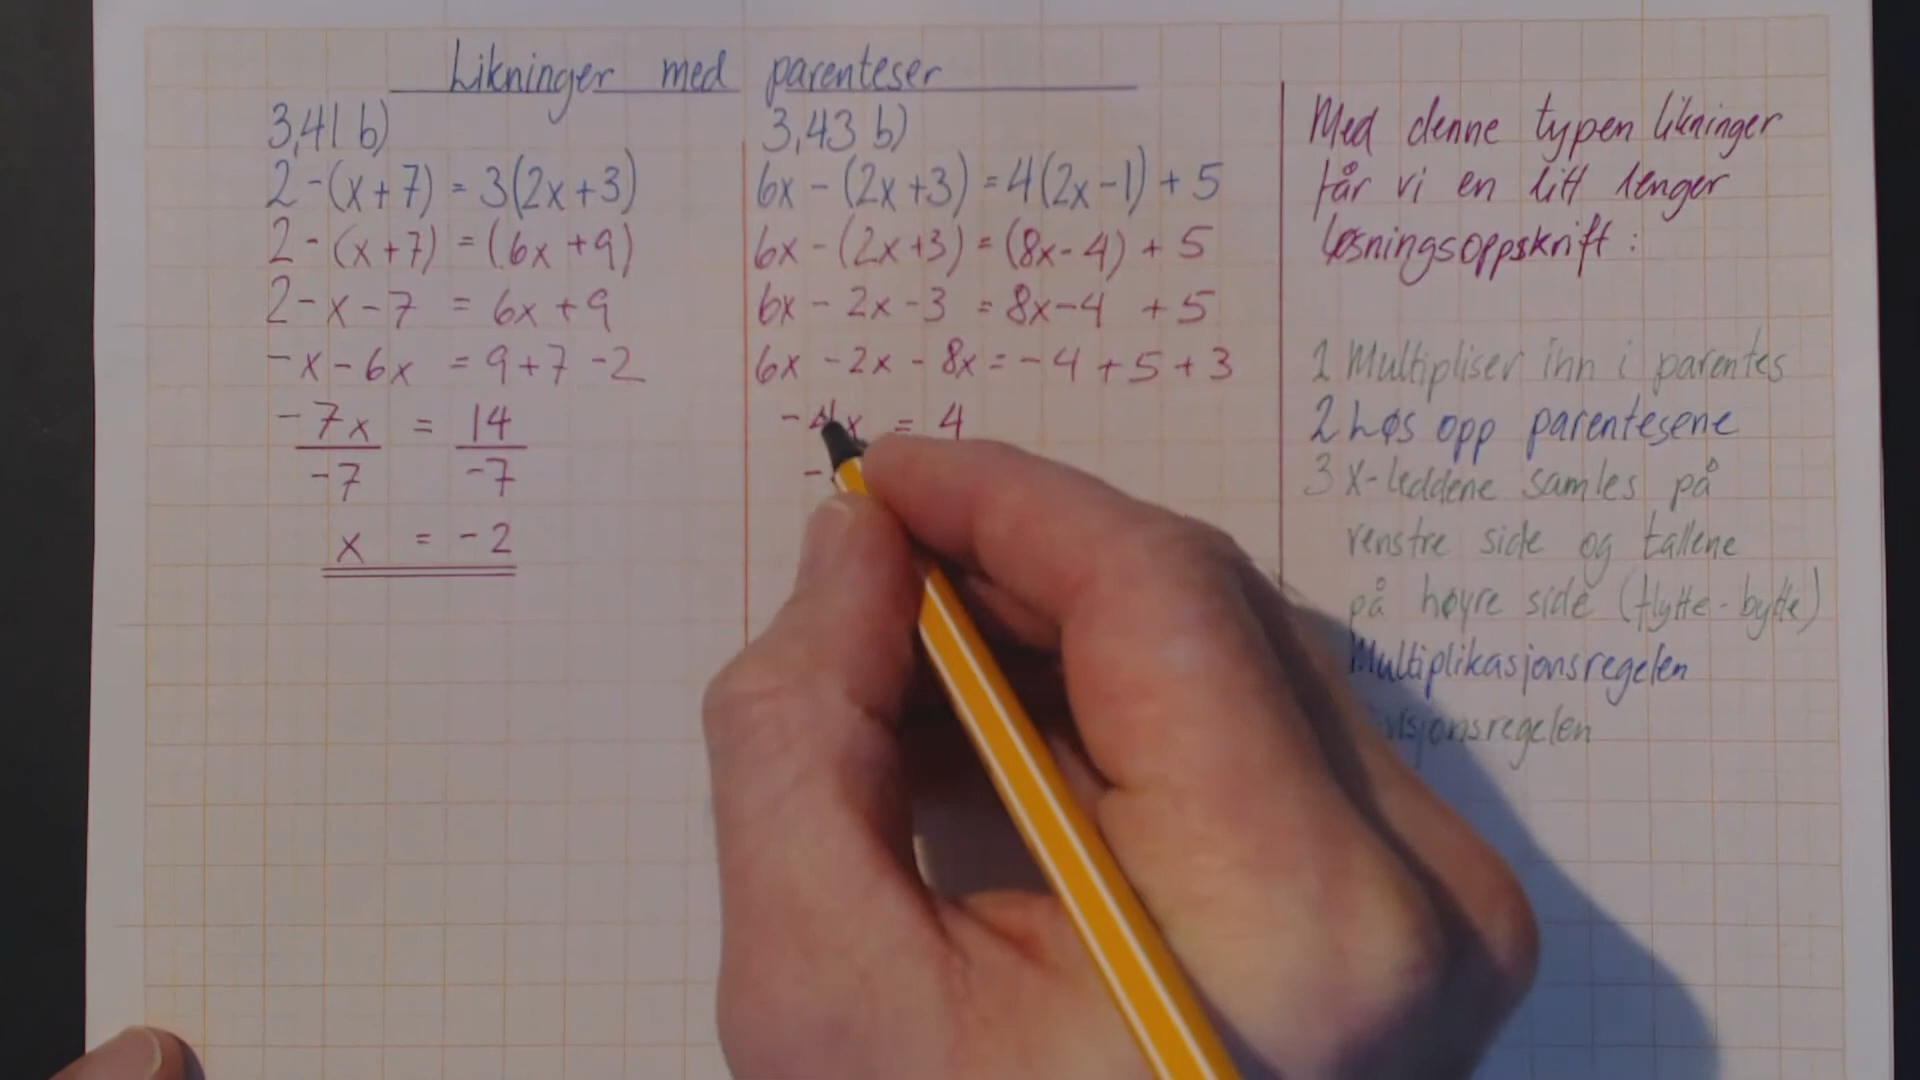 Likninger med parenteser
3,41 b)
2 - (x + 7) = 3(2x + 3)
2 - (x + 7) = (6x + 9)
2 - x - 7 = 6x + 9
- x - 6x = 9 + 7 - 2
- 7x = 14
-7 -7
x = - 2
3,43 b)
6x - (2x + 3) = 4(2x - 1) + 5
6x - (2x + 3) = (8x - 4) + 5
6x - 2x - 3 = 8x - 4 + 5
6x - 2x - 8x = - 4 + 5 + 3
- 4x = 4
-
Med denne typen likninger
får vi en litt lenger
løsningsoppskrift :
1 Multipliser inn i parentes
2 Løs opp parentesene
3 X-leddene samles på
venstre side og tallene
på høyre side (flytte - bytte)
Multiplikasjonsregelen